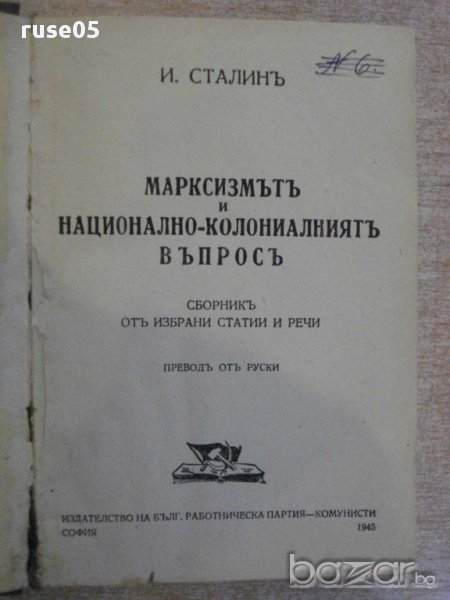 ruse05
N 6.
И. СТАЛИНЪ
МАРКСИЗМЪТЪ
И
НАЦИОНАЛНО-КОЛОНИАЛНИЯТЪ
ВЪПРОСЪ
СБОРНИКЪ
ОТЪ ИЗБРАНИ СТАТИИ И РЕЧИ
ПРЕВОДЪ ОТЪ РУСКИ
ИЗДАТЕЛСТВО НА БЪЛГ. РАБОТНИЧЕСКА ПАРТИЯ—КОМУНИСТИ
СОФИЯ 1945
bazar.bg